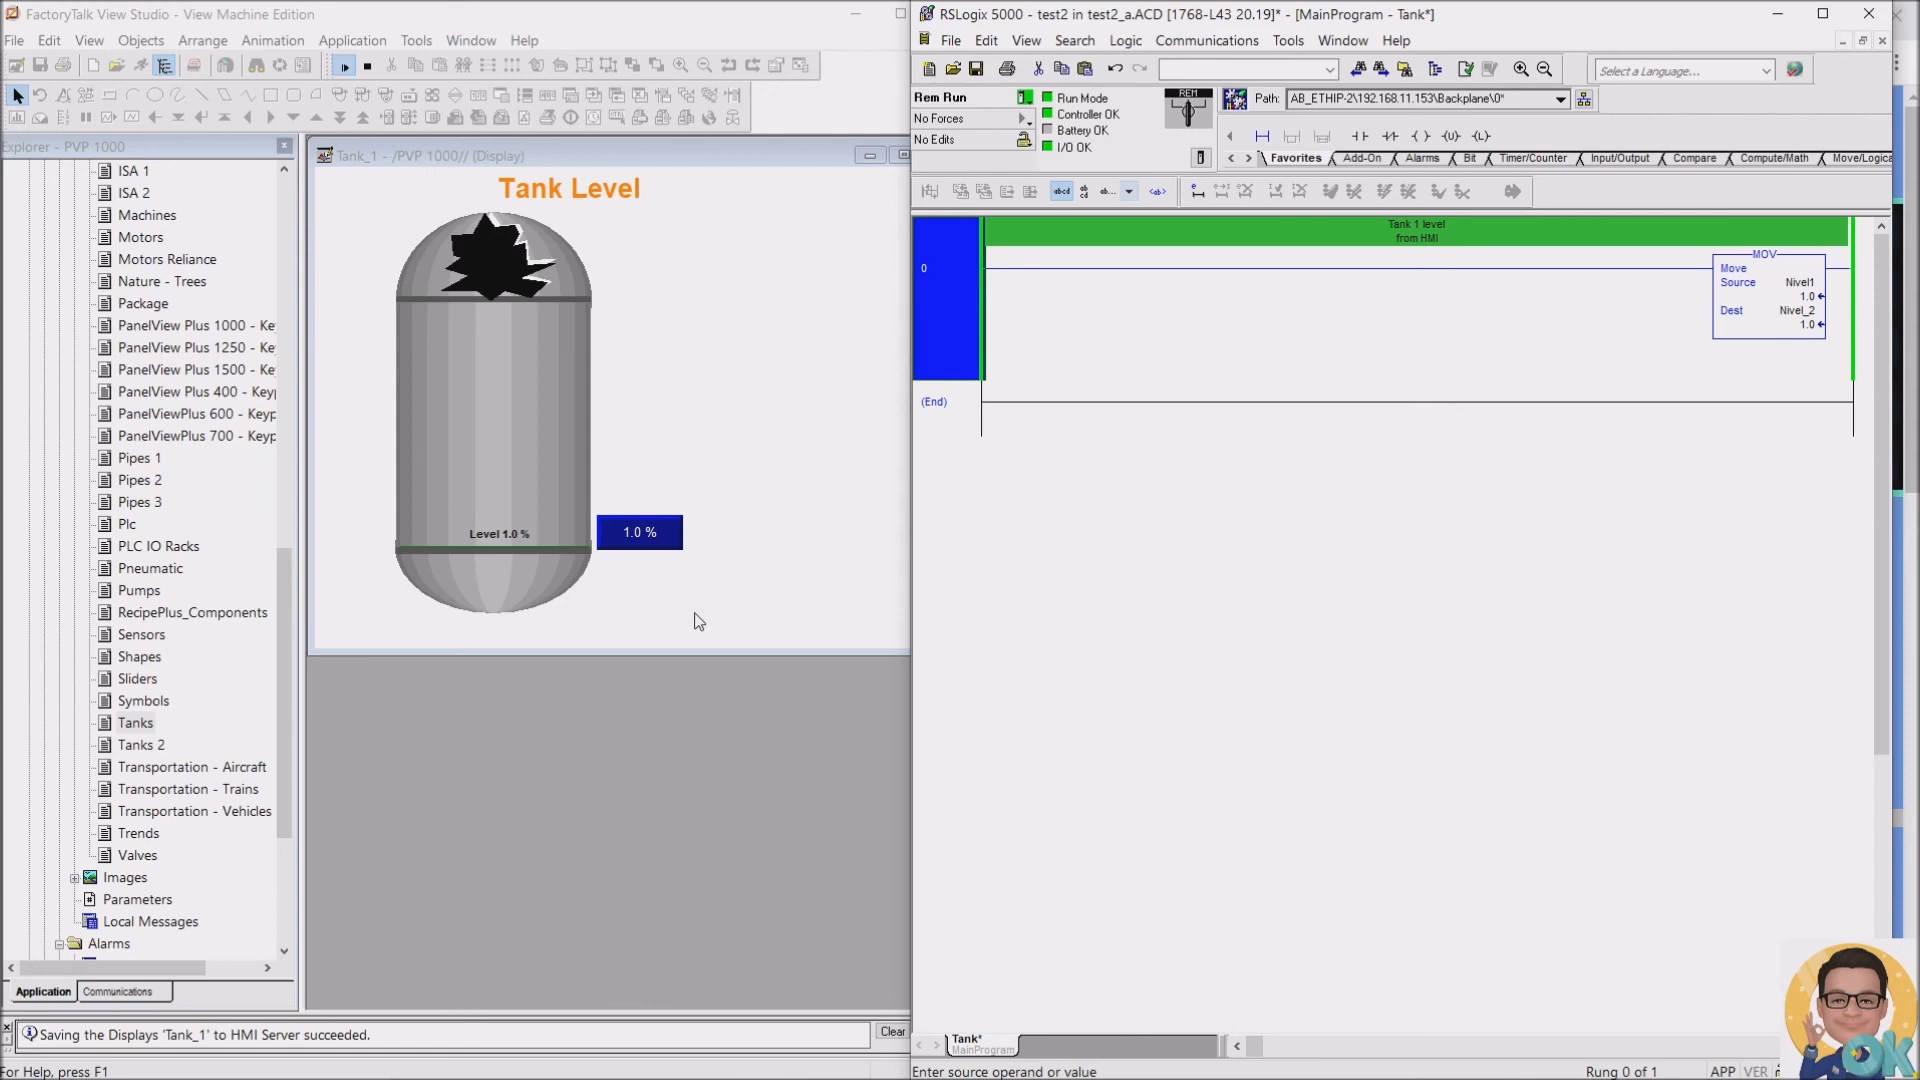 FactoryTalk View Studio - View Machine Edition
File Edit View Objects Arrange Animation Application Tools Window Help
Explorer - PVP 1000
ISA 1
ISA 2
Machines
Motors
Motors Reliance
Nature - Trees
Package
PanelView Plus 1000 - Ke
PanelView Plus 1250 - Ke
PanelView Plus 1500 - Ke
PanelView Plus 400 - Key
PanelViewPlus 600 - Keyp
PanelViewPlus 700 - Keyp
Pipes 1
Pipes 2
Pipes 3
Plc
PLC IO Racks
Pneumatic
Pumps
RecipePlus_Components
Sensors
Shapes
Sliders
Symbols
Tanks
Tanks 2
Transportation - Aircraft
Transportation - Trains
Transportation - Vehicles
Trends
Valves
Images
Parameters
Local Messages
Alarms
Application Communications
Saving the Displays 'Tank_1' to HMI Server succeeded.
Clear
For Help, press F1
Tank_1 - /PVP 1000// (Display)
Tank Level
Level 1.0 %
1.0 %
RSLogix 5000 - test2 in test2_a.ACD [1768-L43 20.19]* - [MainProgram - Tank*]
File Edit View Search Logic Communications Tools Window Help
Select a Language...
Rem Run
No Forces
No Edits
Run Mode
Controller OK
Battery OK
I/O OK
REM
Path: AB_ETHIP-2\192.168.11.153\Backplane\0*
Favorites Add-On Alarms Bit Timer/Counter Input/Output Compare Compute/Math Move/Logica
Tank 1 level
from HMI
0
MOV
Move
Source Nivel1
1.0
Dest Nivel_2
1.0
(End)
Tank*
MainProgram
Enter source operand or value
Rung 0 of 1 APP VER
OK